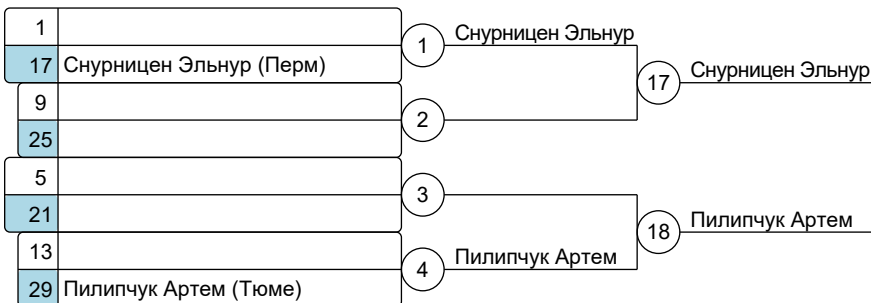 1
1 Снурницен Эльнур
17 Снурницен Эльнур (Перм)
17 Снурницен Эльнур
9
2
25
5
3
21
18 Пилипчук Артем
13
4 Пилипчук Артем
29 Пилипчук Артем (Тюме)